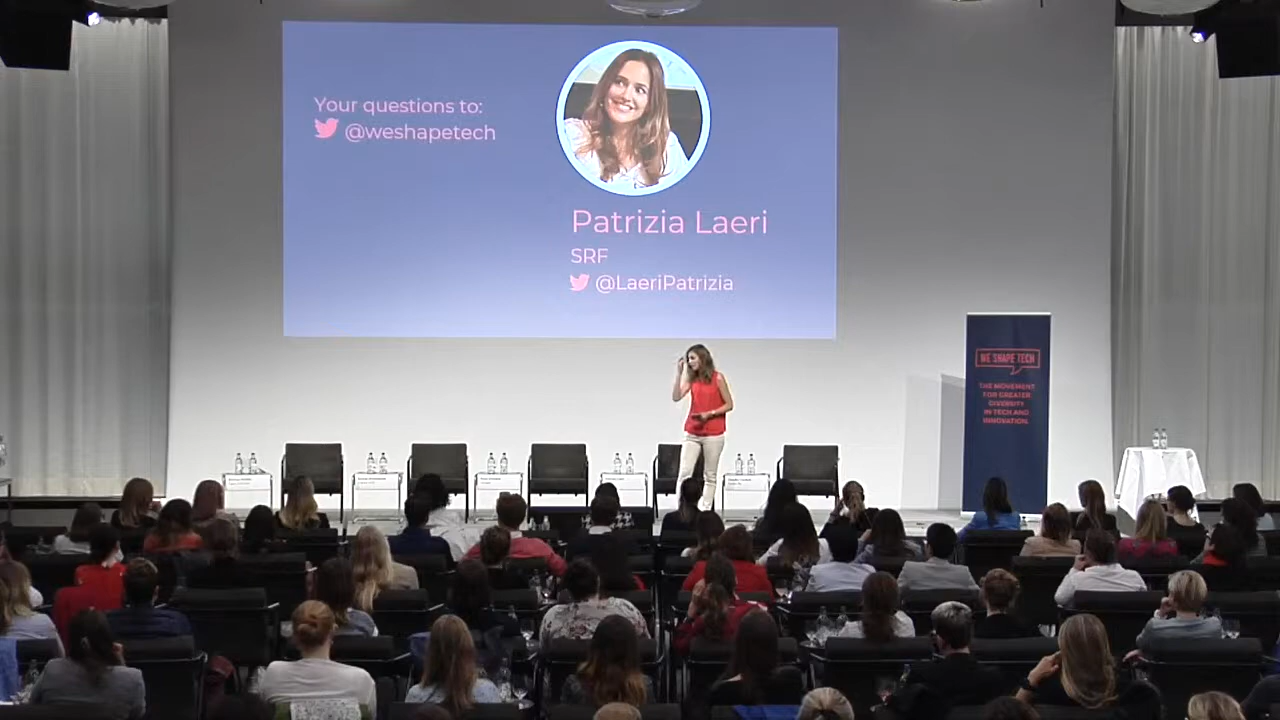 Your questions to:
@weshapetech
Patrizia Laeri
SRF
@LaeriPatrizia
WE SHAPE TECH
THE MOVEMENT
FOR GREATER
DIVERSITY
IN TECH AND
INNOVATION.